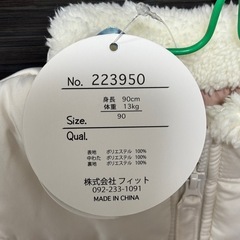 No. 223950
身長 90cm
体重 13kg
Size. 90
Qual.
表地 ポリエステル 100%
中わた ポリエステル 100%
裏地 ポリエステル 100%
株式会社 フィット
092-233-1091
MADE IN CHINA